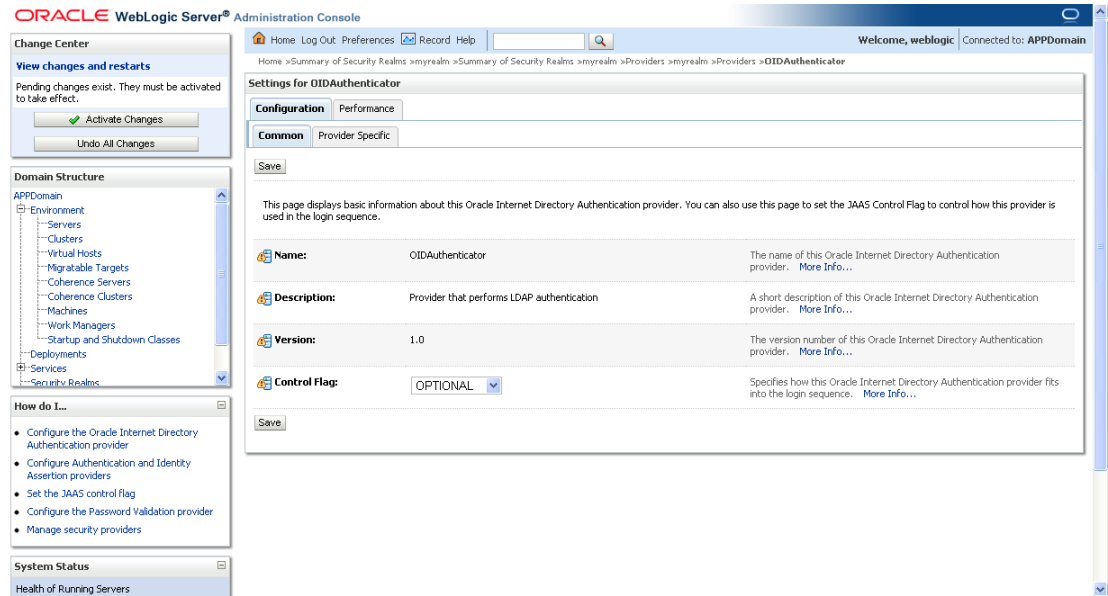 ORACLE WebLogic Server® Administration Console
Change Center
View changes and restarts
Pending changes exist. They must be activated
to take effect.
Activate Changes
Undo All Changes
Domain Structure
APPDomain
Environment
Servers
Clusters
Virtual Hosts
Migratable Targets
Coherence Servers
Coherence Clusters
Machines
Work Managers
Startup and Shutdown Classes
Deployments
Services
Security Realms
How do I...
Configure the Oracle Internet Directory
Authentication provider
Configure Authentication and Identity
Assertion providers
Set the JAAS control flag
Configure the Password Validation provider
Manage security providers
System Status
Health of Running Servers
Home Log Out Preferences Record Help
Welcome, weblogic Connected to: APPDomain
Home >Summary of Security Realms >myrealm >Summary of Security Realms >myrealm >Providers >myrealm >Providers >OIDAuthenticator
Settings for OIDAuthenticator
Configuration Performance
Common Provider Specific
Save
This page displays basic information about this Oracle Internet Directory Authentication provider. You can also use this page to set the JAAS Control Flag to control how this provider is
used in the login sequence.
Name: OIDAuthenticator The name of this Oracle Internet Directory Authentication
provider. More Info...
Description: Provider that performs LDAP authentication A short description of this Oracle Internet Directory Authentication
provider. More Info...
Version: 1.0 The version number of this Oracle Internet Directory Authentication
provider. More Info...
Control Flag: OPTIONAL Specifies how this Oracle Internet Directory Authentication provider fits
into the login sequence. More Info...
Save